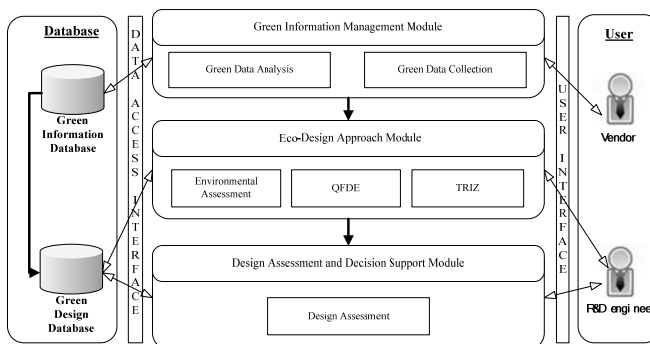 Database
Green
Information
Database
Green
Design
Database
DATA ACCESS INTERFACE
Green Information Management Module
Green Data Analysis
Green Data Collection
Eco-Design Approach Module
Environmental
Assessment
QFDE
TRIZ
Design Assessment and Decision Support Module
Design Assessment
USER INTERFACE
User
Vendor
R&D enginee